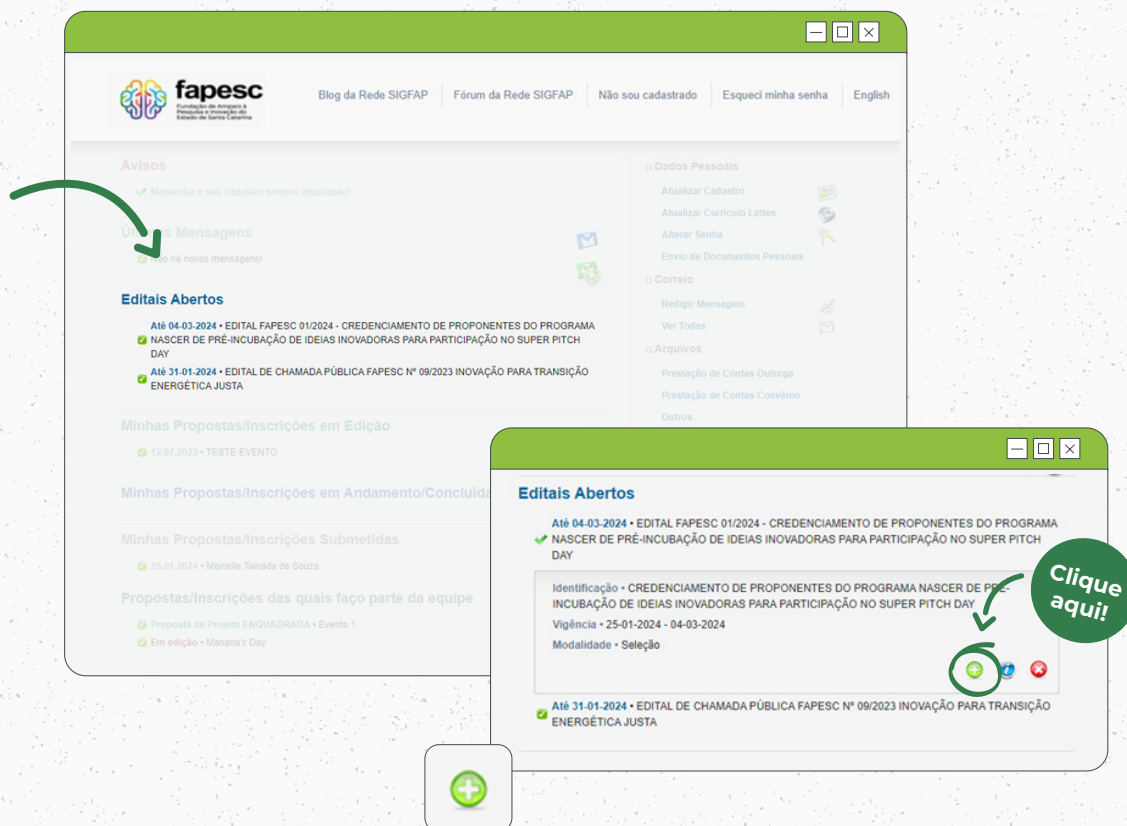 fapesc
Fundação de Amparo à
Pesquisa e Inovação do
Estado de Santa Catarina
Blog da Rede SIGFAP
Fórum da Rede SIGFAP
Não sou cadastrado
Esqueci minha senha
English
Avisos
Mantenha o seu cadastro sempre atualizado!
Últimas Mensagens
Não há novas mensagens!
Editais Abertos
Até 04-03-2024 • EDITAL FAPESC 01/2024 - CREDENCIAMENTO DE PROPONENTES DO PROGRAMA
NASCER DE PRÉ-INCUBAÇÃO DE IDEIAS INOVADORAS PARA PARTICIPAÇÃO NO SUPER PITCH
DAY
Até 31-01-2024 • EDITAL DE CHAMADA PÚBLICA FAPESC Nº 09/2023 INOVAÇÃO PARA TRANSIÇÃO
ENERGÉTICA JUSTA
Minhas Propostas/Inscrições em Edição
12.07.2023 • TESTE EVENTO
Minhas Propostas/Inscrições em Andamento/Concluída
Minhas Propostas/Inscrições Submetidas
25.01.2024 • Meirielle Tainada de Souza
Propostas/Inscrições das quais faço parte da equipe
Proposta de Projeto ENQUADRADA • Evento 1
Em edição • Mariana's Day
Dados Pessoais
Atualizar Cadastro
Atualizar Currículo Lattes
Alterar Senha
Envio de Documentos Pessoais
Correio
Redigir Mensagem
Ver Todas
Arquivos
Prestação de Contas Outorga
Prestação de Contas Convênio
Outros
Editais Abertos
Até 04-03-2024 • EDITAL FAPESC 01/2024 - CREDENCIAMENTO DE PROPONENTES DO PROGRAMA
NASCER DE PRÉ-INCUBAÇÃO DE IDEIAS INOVADORAS PARA PARTICIPAÇÃO NO SUPER PITCH
DAY
Identificação • CREDENCIAMENTO DE PROPONENTES DO PROGRAMA NASCER DE PRÉ-
INCUBAÇÃO DE IDEIAS INOVADORAS PARA PARTICIPAÇÃO NO SUPER PITCH DAY
Vigência • 25-01-2024 - 04-03-2024
Modalidade • Seleção
Clique
aqui!
Até 31-01-2024 • EDITAL DE CHAMADA PÚBLICA FAPESC Nº 09/2023 INOVAÇÃO PARA TRANSIÇÃO
ENERGÉTICA JUSTA